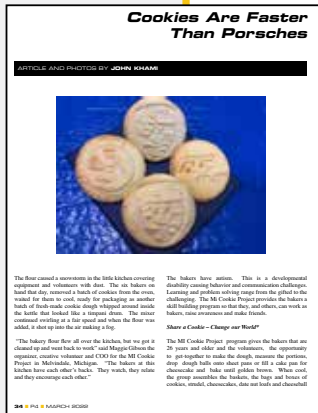 Cookies Are Faster
Than Porsches
ARTICLE AND PHOTOS BY JOHN KHAMI
The flour caused a snowstorm in the little kitchen covering
equipment and volunteers with dust. The six bakers on
hand that day, removed a batch of cookies from the oven,
waited for them to cool, ready for packaging as another
batch of fresh-made cookie dough whipped around inside
the kettle that looked like a timpani drum. The mixer
continued swirling at a fair speed and when the flour was
added, it shot up into the air making a fog.
"The bakery flour flew all over the kitchen, but we got it
cleaned up and went back to work" said Maggie Gibson the
organizer, creative volunteer and COO for the MI Cookie
Project in Melvindale, Michigan. "The bakers at this
kitchen have each other's backs. They watch, they relate
and they encourage each other."
The bakers have autism. This is a developmental
disability causing behavior and communication challenges.
Learning and problem solving range from the gifted to the
challenging. The Mi Cookie Project provides the bakers a
skill building program so that they, and others, can work as
bakers, raise awareness and make friends.
Share a Cookie – Change our World*
The MI Cookie Project program gives the bakers that are
26 years and older and the volunteers, the opportunity
to get-together to make the dough, measure the portions,
drop dough balls onto sheet pans or fill a cake pan for
cheesecake and bake until golden brown. When cool,
the group assembles the baskets, the bags and boxes of
cookies, strudel, cheesecakes, date nut loafs and cheeseball
34 P4 MARCH 2022